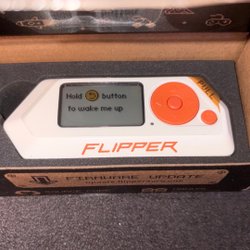 Hold button
to wake me up
PULL
FLIPPER
FIRMWARE UPDATE